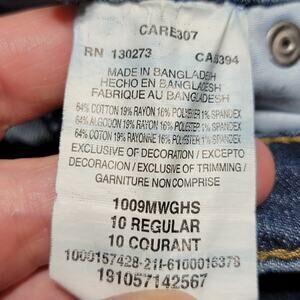 CARE307
RN 130273 CA5394
MADE IN BANGLADESH
HECHO EN BANGLADESH
FABRIQUE AU BANGLADESH
64% COTTON 19% RAYON 16% POLYESTER 1% SPANDEX
64% ALGODON 19% RAYON 16% POLIESTER 1% SPANDEX
64% COTON 19% RAYONNE 16% POLYESTER 1% SPANDEX
EXCLUSIVE OF DECORATION / EXCEPTO
DECORACION / EXCLUSIVE OF TRIMMING /
GARNITURE NON COMPRISE
1009MWGHS
10 REGULAR
10 COURANT
181057142567